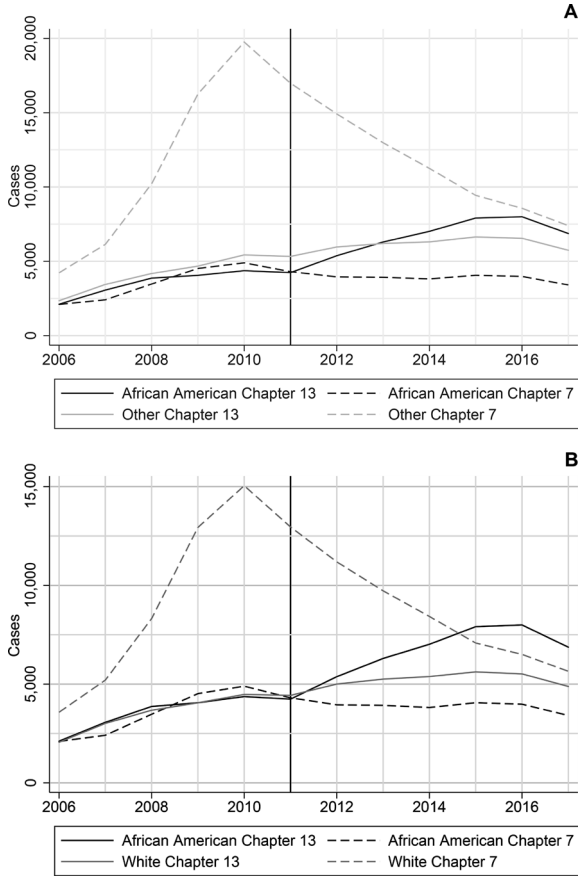 A
20,000
15,000
10,000
5,000
0
Cases
2006 2008 2010 2012 2014 2016
African American Chapter 13 African American Chapter 7
Other Chapter 13 Other Chapter 7
B
15,000
10,000
5,000
0
Cases
2006 2008 2010 2012 2014 2016
African American Chapter 13 African American Chapter 7
White Chapter 13 White Chapter 7